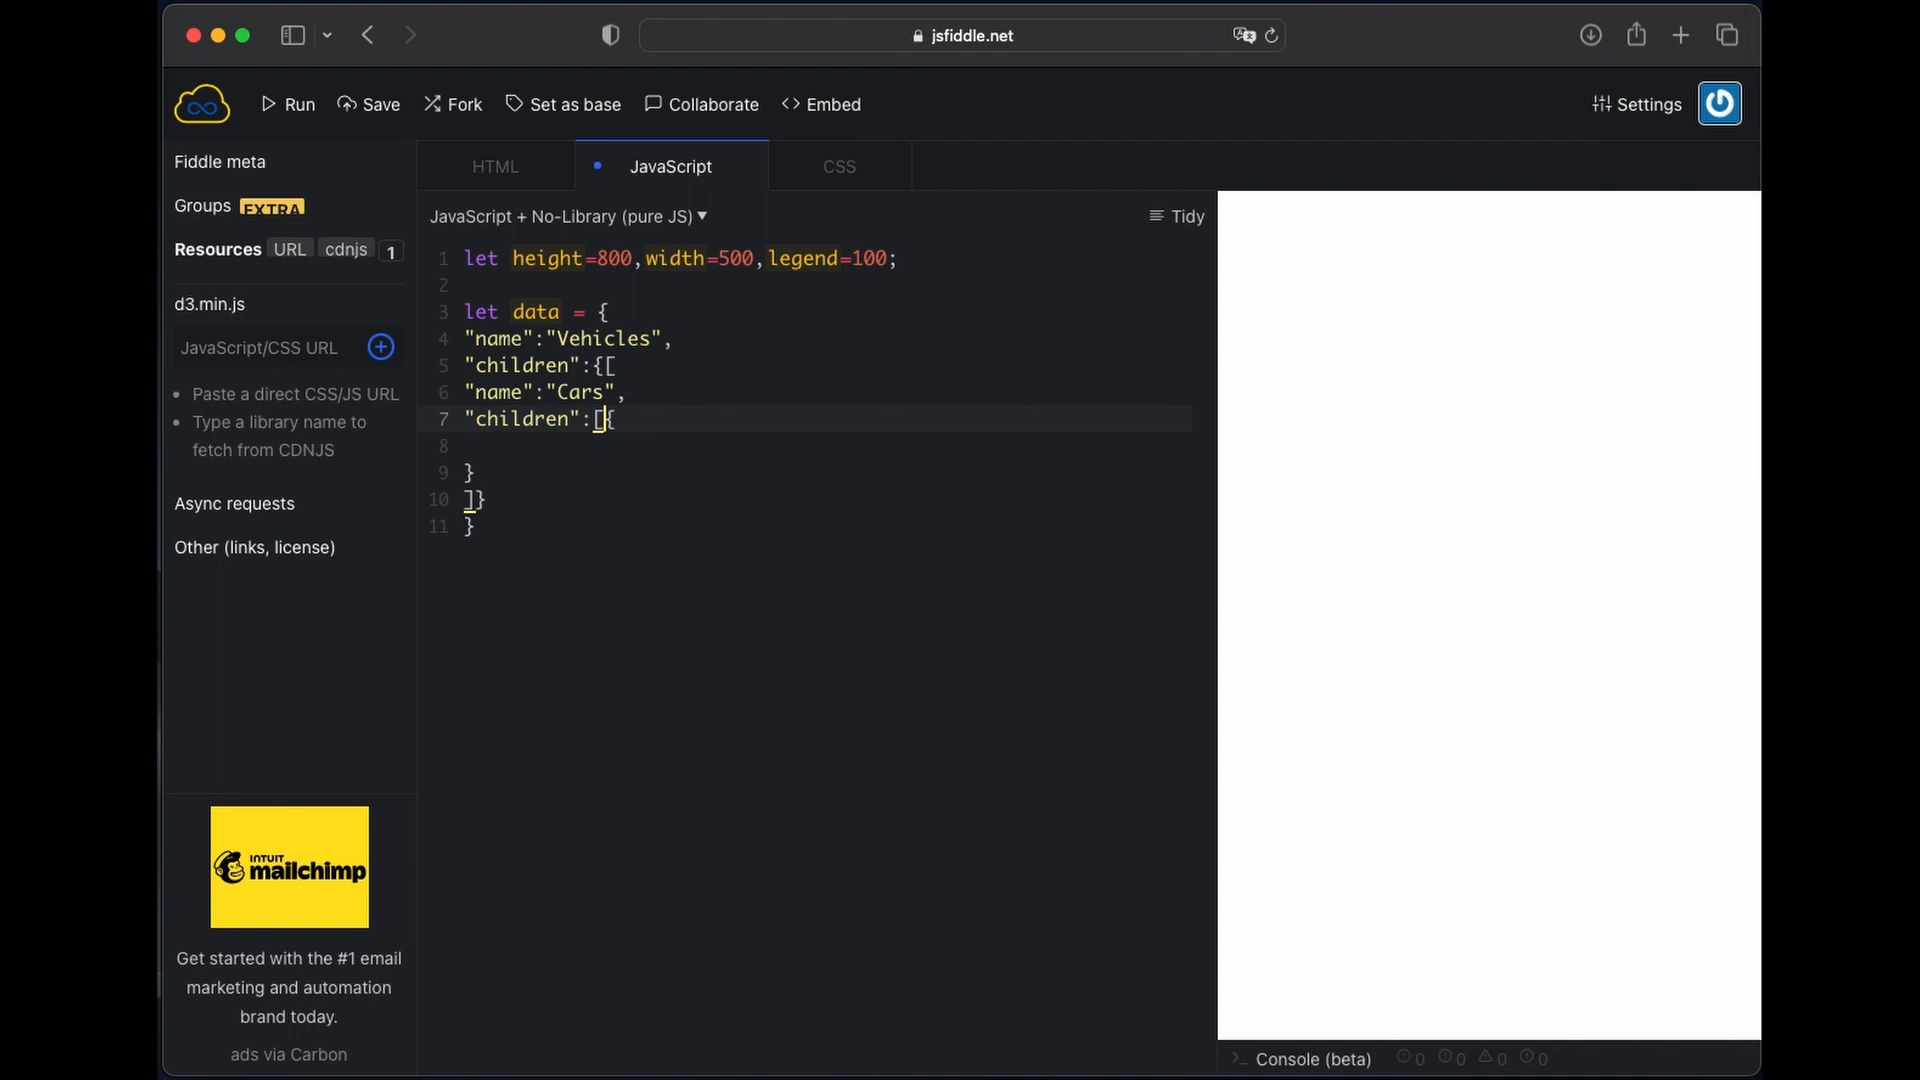 jsfiddle.net
Run Save Fork Set as base Collaborate Embed Settings
Fiddle meta
Groups EXTRA
Resources URL cdnjs 1
d3.min.js
JavaScript/CSS URL
Paste a direct CSS/JS URL
Type a library name to
fetch from CDNJS
Async requests
Other (links, license)
INTUIT
mailchimp
Get started with the #1 email
marketing and automation
brand today.
ads via Carbon
HTML JavaScript CSS
JavaScript + No-Library (pure JS) ▼ Tidy
1 let height=800,width=500,legend=100;
2
3 let data = {
4 "name":"Vehicles",
5 "children":{[
6 "name":"Cars",
7 "children":[{
8
9 }
10 ]}
11 }
Console (beta) 0 0 0 0